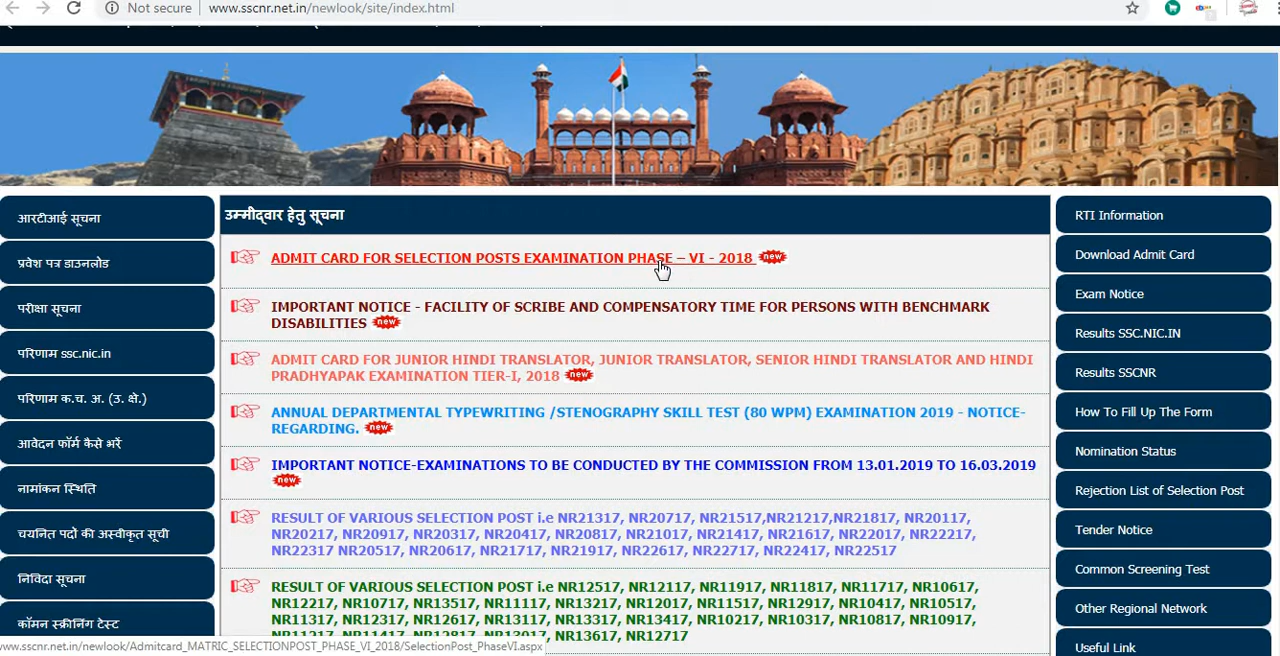 Not secure
www.sscnr.net.in/newlook/site/index.html
आरटीआई सूचना
प्रवेश पत्र डाउनलोड
परीक्षा सूचना
परिणाम ssc.nic.in
परिणाम क.च. अ. (उ. क्षे.)
आवेदन फॉर्म कैसे भरें
नामांकन स्थिति
चयनित पदों की अस्वीकृत सूची
निविदा सूचना
कॉमन स्क्रीनिंग टेस्ट
उम्मीद्वार हेतु सूचना
ADMIT CARD FOR SELECTION POSTS EXAMINATION PHASE – VI - 2018 new
IMPORTANT NOTICE - FACILITY OF SCRIBE AND COMPENSATORY TIME FOR PERSONS WITH BENCHMARK
DISABILITIES new
ADMIT CARD FOR JUNIOR HINDI TRANSLATOR, JUNIOR TRANSLATOR, SENIOR HINDI TRANSLATOR AND HINDI
PRADHYAPAK EXAMINATION TIER-I, 2018 new
ANNUAL DEPARTMENTAL TYPEWRITING /STENOGRAPHY SKILL TEST (80 WPM) EXAMINATION 2019 - NOTICE-
REGARDING. new
IMPORTANT NOTICE-EXAMINATIONS TO BE CONDUCTED BY THE COMMISSION FROM 13.01.2019 TO 16.03.2019
new
RESULT OF VARIOUS SELECTION POST i.e NR21317, NR20717, NR21517,NR21217,NR21817, NR20117,
NR20217, NR20917, NR20317, NR20417, NR20817, NR21017, NR21417, NR21617, NR22017, NR22217,
NR22317 NR20517, NR20617, NR21717, NR21917, NR22617, NR22717, NR22417, NR22517
RESULT OF VARIOUS SELECTION POST i.e NR12517, NR12117, NR11917, NR11817, NR11717, NR10617,
NR12217, NR10717, NR13517, NR11117, NR13217, NR12017, NR11517, NR12917, NR10417, NR10517,
NR11317, NR12317, NR12617, NR13117, NR13317, NR13417, NR10217, NR10317, NR10817, NR10917,
NR11217, NR11417, NR12817, NR13017, NR13617, NR12717
RTI Information
Download Admit Card
Exam Notice
Results SSC.NIC.IN
Results SSCNR
How To Fill Up The Form
Nomination Status
Rejection List of Selection Post
Tender Notice
Common Screening Test
Other Regional Network
Useful Link
www.sscnr.net.in/newlook/Admitcard_MATRIC_SELECTIONPOST_PHASE_VI_2018/SelectionPost_PhaseVI.aspx